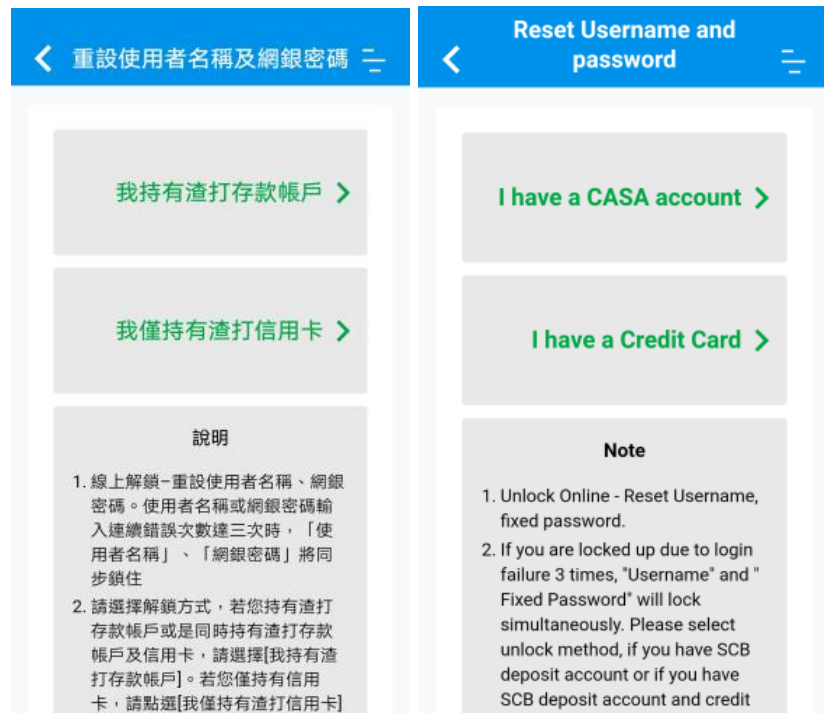 重設使用者名稱及網銀密碼
我持有渣打存款帳戶
我僅持有渣打信用卡
說明
1. 線上解鎖–重設使用者名稱、網銀
密碼。使用者名稱或網銀密碼輸
入連續錯誤次數達三次時，「使
用者名稱」、「網銀密碼」將同
步鎖住
2. 請選擇解鎖方式，若您持有渣打
存款帳戶或是同時持有渣打存款
帳戶及信用卡，請選擇[我持有渣
打存款帳戶]。若您僅持有信用
卡，請點選[我僅持有渣打信用卡]
Reset Username and
password
I have a CASA account
I have a Credit Card
Note
1. Unlock Online - Reset Username,
fixed password.
2. If you are locked up due to login
failure 3 times, "Username" and "
Fixed Password" will lock
simultaneously. Please select
unlock method, if you have SCB
deposit account or if you have
SCB deposit account and credit